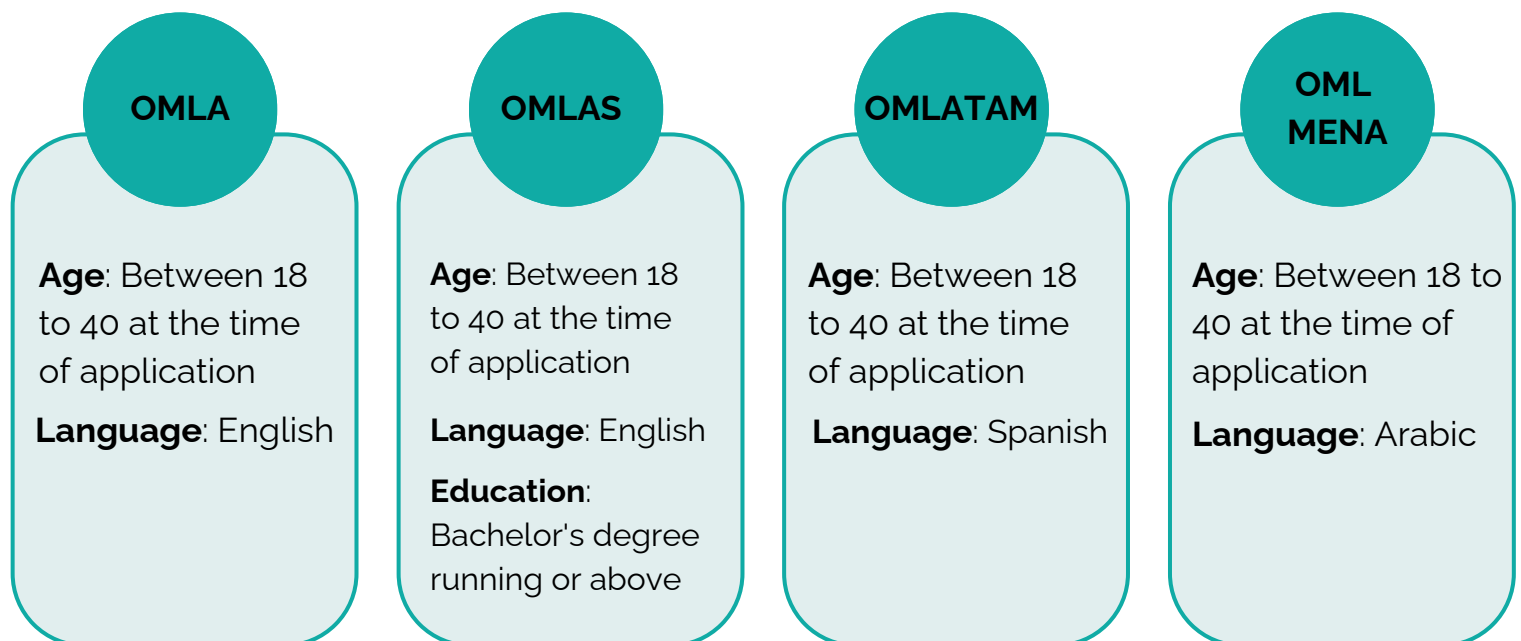 OMLA
Age: Between 18
to 40 at the time
of application
Language: English
OMLAS
Age: Between 18
to 40 at the time
of application
Language: English
Education:
Bachelor's degree
running or above
OMLATAM
Age: Between 18
to 40 at the time
of application
Language: Spanish
OML
MENA
Age: Between 18 to
40 at the time of
application
Language: Arabic